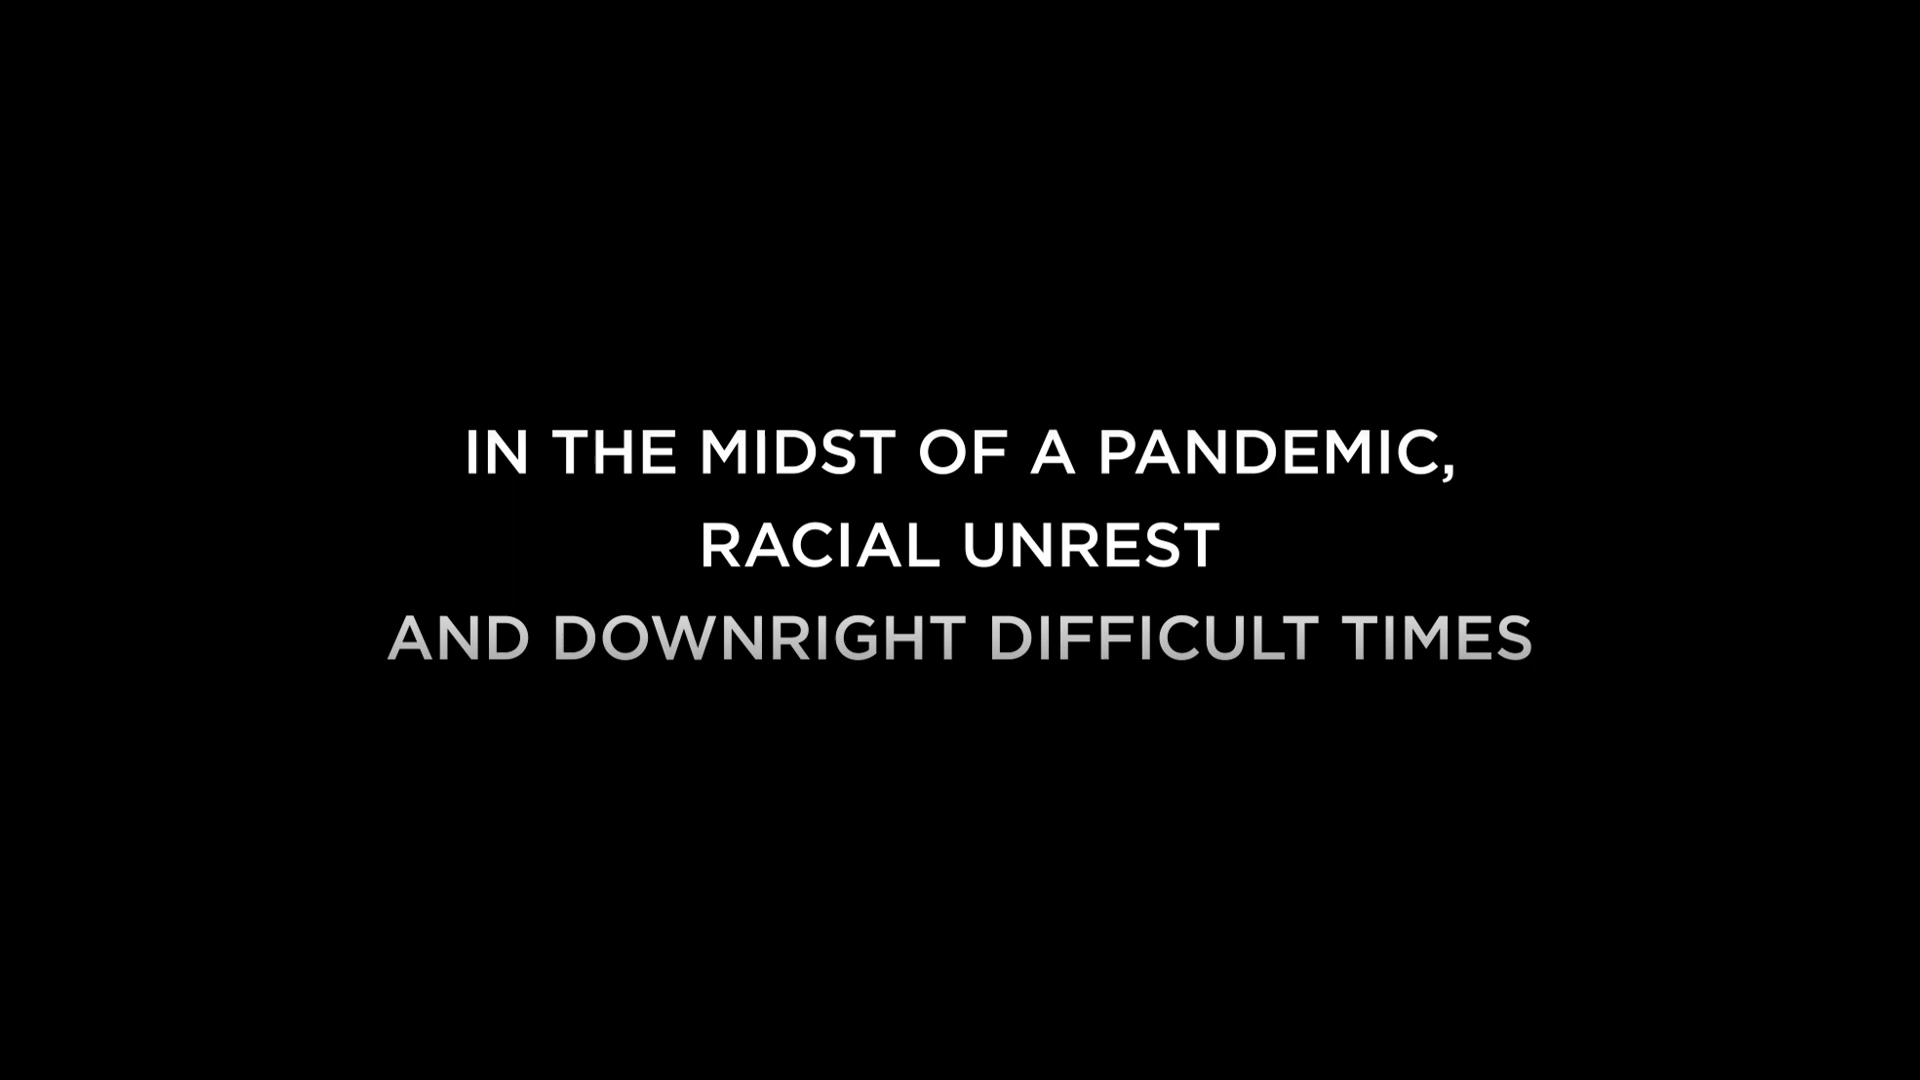 IN THE MIDST OF A PANDEMIC,
RACIAL UNREST
AND DOWNRIGHT DIFFICULT TIMES